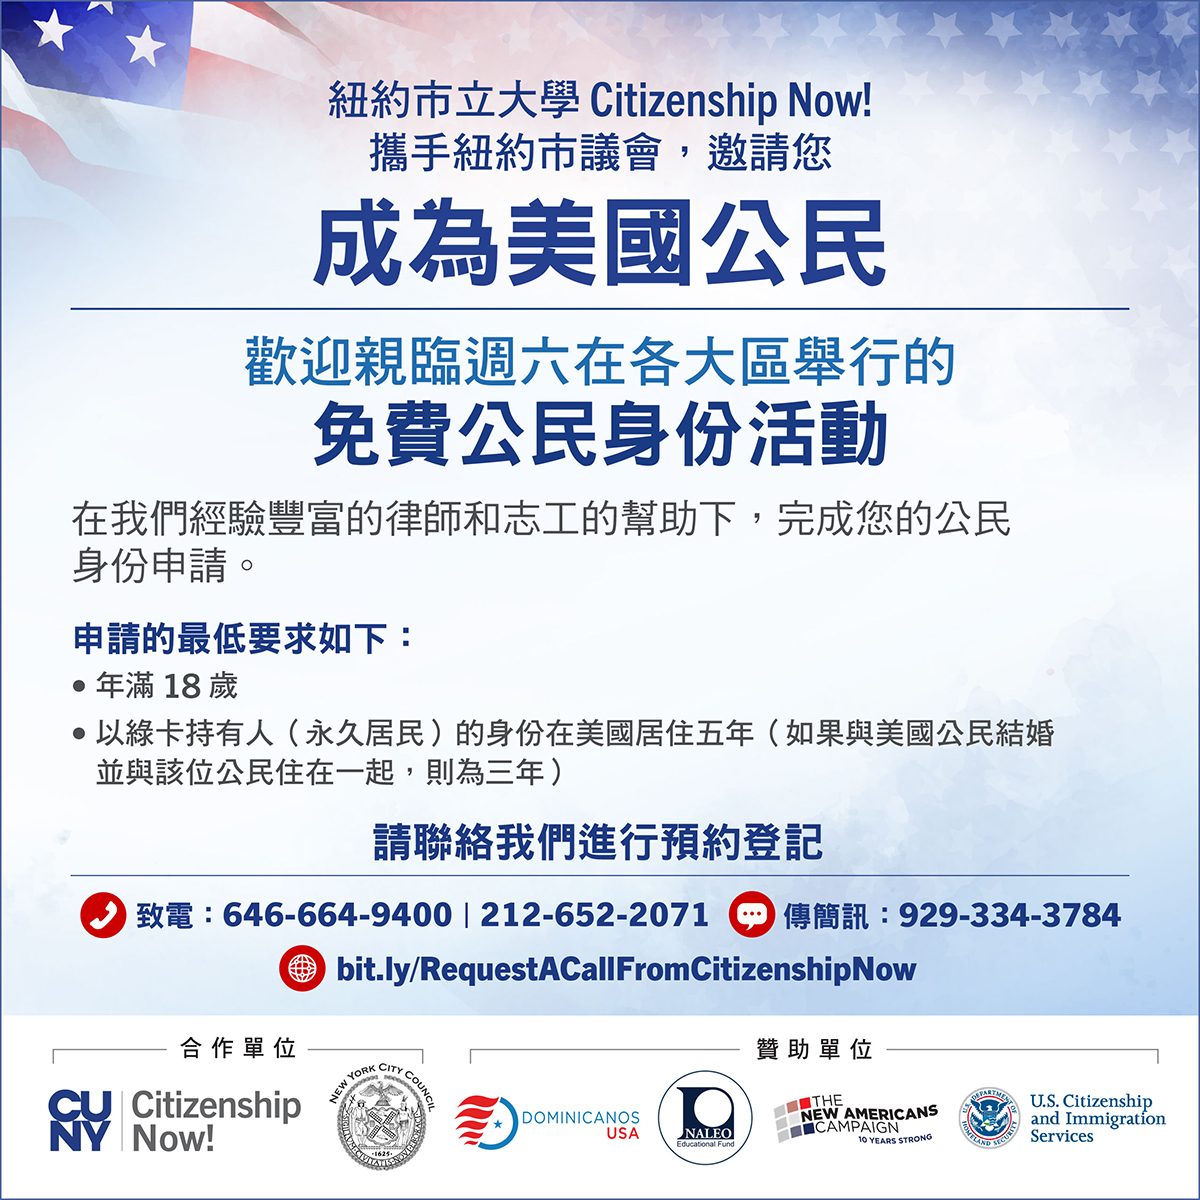 紐約市立大學 Citizenship Now!
攜手紐約市議會，邀請您
成為美國公民
歡迎親臨週六在各大區舉行的
免費公民身份活動
在我們經驗豐富的律師和志工的幫助下，完成您的公民
身份申請。
申請的最低要求如下：
• 年滿 18 歲
• 以綠卡持有人（永久居民）的身份在美國居住五年（如果與美國公民結婚
並與該位公民住在一起，則為三年）
請聯絡我們進行預約登記
致電：646-664-9400 | 212-652-2071 傳簡訊：929-334-3784
bit.ly/RequestACallFromCitizenshipNow
合作單位
贊助單位
CU
NY
Citizenship
Now!
NEW YORK CITY COUNCIL
·1625·
DOMINICANOS
USA
NALEO
Educational Fund
THE
NEW AMERICANS
CAMPAIGN
10 YEARS STRONG
U.S. Citizenship
and Immigration
Services